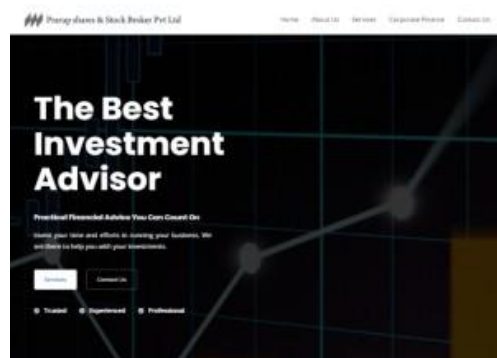 shares & Stock Broker Pvt Ltd
Home About Us Services Corporate Finance Contact Us
The Best
Investment
Advisor
Practical Financial Advice You Can Count On
Invest your time and efforts in running your business. We
are there to help you with your investments.
Services Contact Us
Trusted Experienced Professional